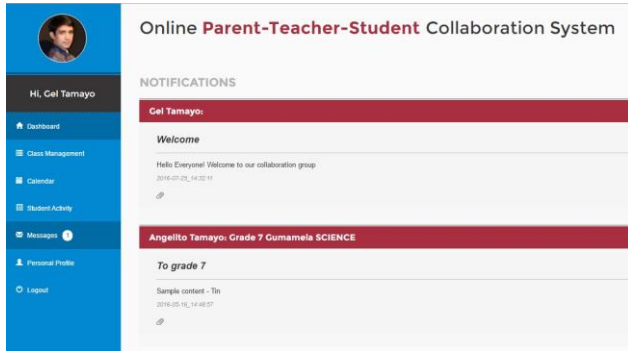 Online Parent-Teacher-Student Collaboration System
Hi, Gel Tamayo
Dashboard
Class Management
Calendar
Student Activity
Messages 1
Personal Profile
Logout
NOTIFICATIONS
Gel Tamayo:
Welcome
Hello Everyone! Welcome to our collaboration group
Angelito Tamayo: Grade 7 Gumamela SCIENCE
To grade 7
Sample content - Tin